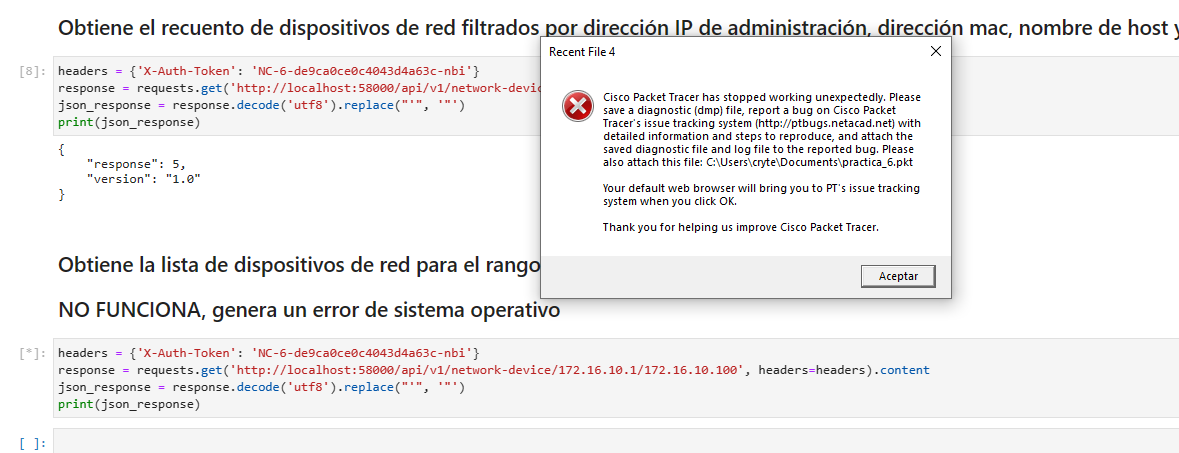 Obtiene el recuento de dispositivos de red filtrados por dirección IP de administración, dirección mac, nombre de host y
[8]: headers = {'X-Auth-Token': 'NC-6-de9ca0ce0c4043d4a63c-nbi'}
response = requests.get('http://localhost:58000/api/v1/network-devic
json_response = response.decode('utf8').replace("'", '"')
print(json_response)
{
"response": 5,
"version": "1.0"
}
Recent File 4
Cisco Packet Tracer has stopped working unexpectedly. Please
save a diagnostic (dmp) file, report a bug on Cisco Packet
Tracer's issue tracking system (http://ptbugs.netacad.net) with
detailed information and steps to reproduce, and attach the
saved diagnostic file and log file to the reported bug. Please
also attach this file: C:\Users\cryte\Documents\practica_6.pkt
Your default web browser will bring you to PT's issue tracking
system when you click OK.
Thank you for helping us improve Cisco Packet Tracer.
Aceptar
Obtiene la lista de dispositivos de red para el rango
NO FUNCIONA, genera un error de sistema operativo
[*]: headers = {'X-Auth-Token': 'NC-6-de9ca0ce0c4043d4a63c-nbi'}
response = requests.get('http://localhost:58000/api/v1/network-device/172.16.10.1/172.16.10.100', headers=headers).content
json_response = response.decode('utf8').replace("'", '"')
print(json_response)
[ ]: